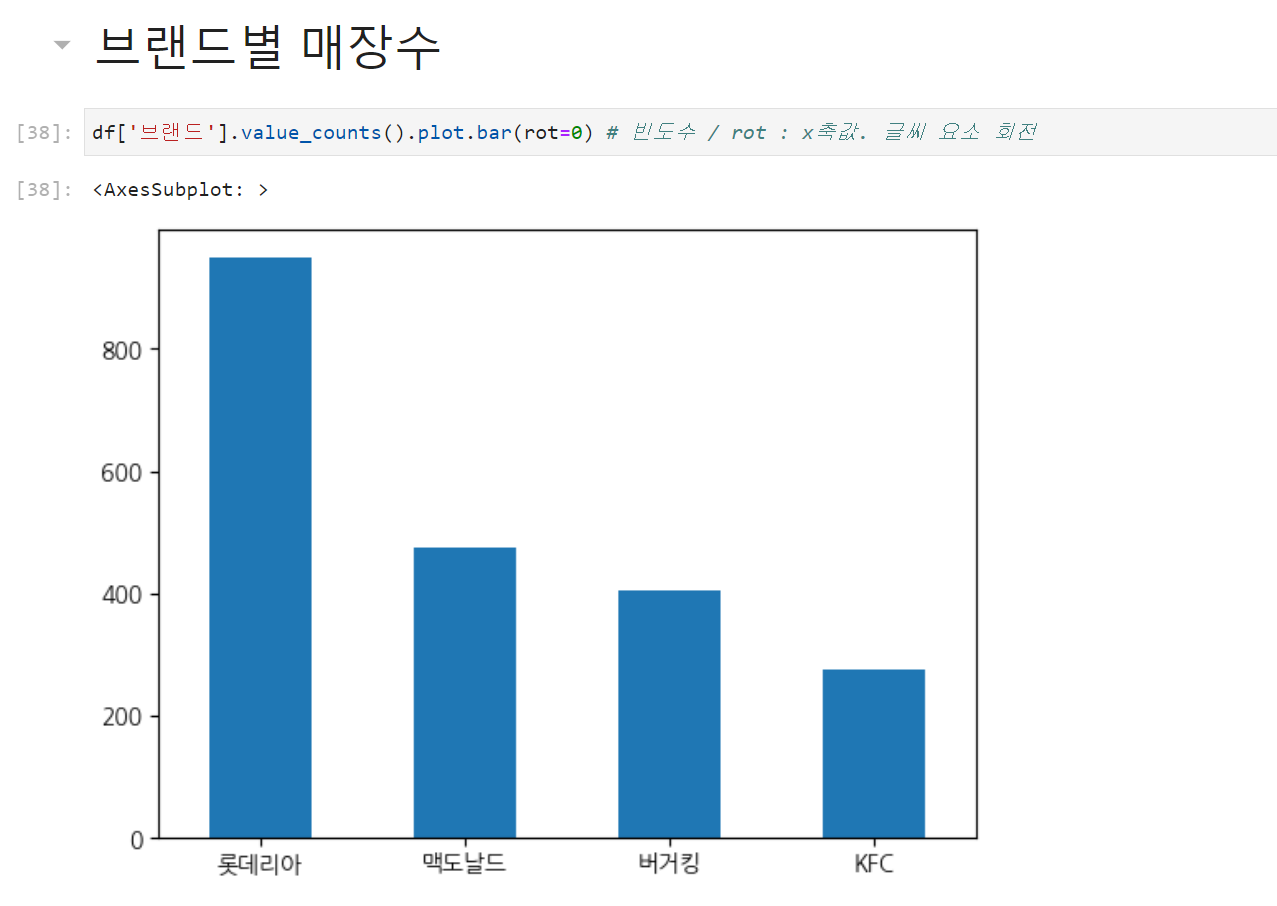 브랜드별 매장수
[38]: df['브랜드'].value_counts().plot.bar(rot=0) # 빈도수 / rot : x축값. 글씨 요소 회전
[38]: <AxesSubplot: >
800
600
400
200
0
롯데리아 맥도날드 버거킹 KFC